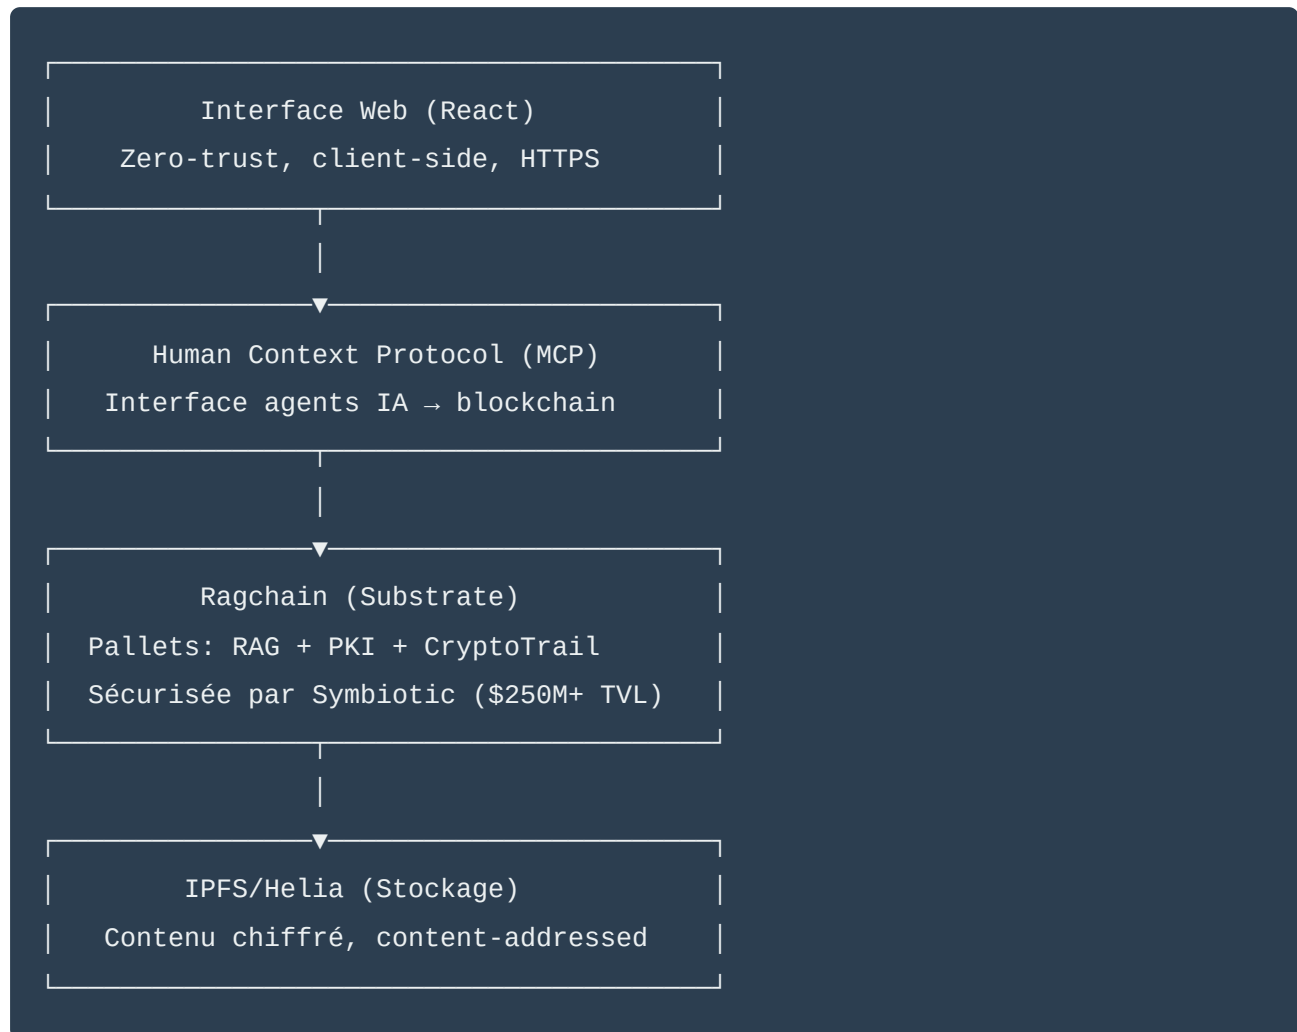 Interface Web (React)
Zero-trust, client-side, HTTPS
Human Context Protocol (MCP)
Interface agents IA → blockchain
Ragchain (Substrate)
Pallets: RAG + PKI + CryptoTrail
Sécurisée par Symbiotic ($250M+ TVL)
IPFS/Helia (Stockage)
Contenu chiffré, content-addressed